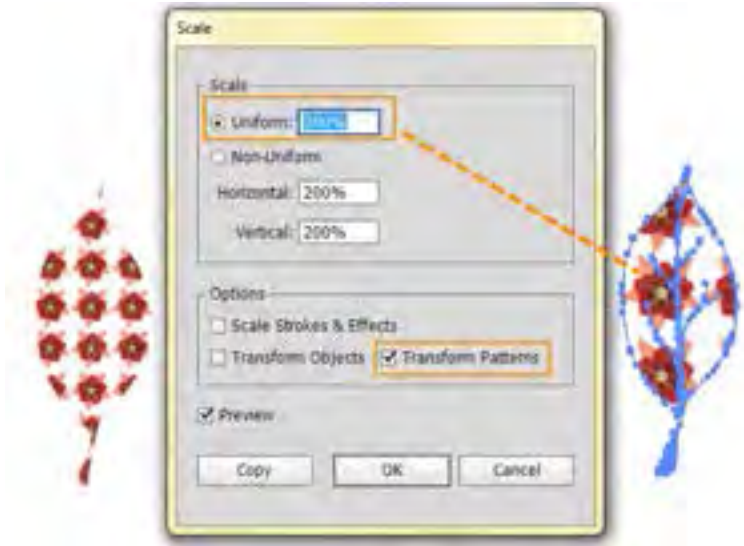 Scale
Scale
Uniform: 200%
Non-Uniform
Horizontal: 200%
Vertical: 200%
Options
Scale Strokes & Effects
Transform Objects Transform Patterns
Preview
Copy OK Cancel